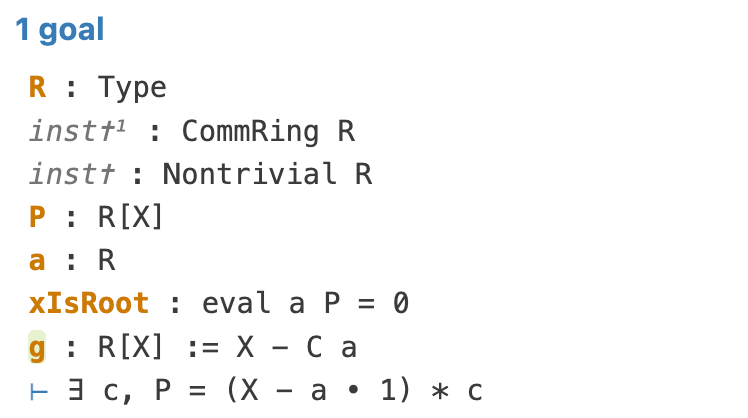 1 goal
R : Type
inst✝¹ : CommRing R
inst✝ : Nontrivial R
P : R[X]
a : R
xIsRoot : eval a P = 0
g : R[X] := X - C a
⊢ ∃ c, P = (X - a • 1) * c